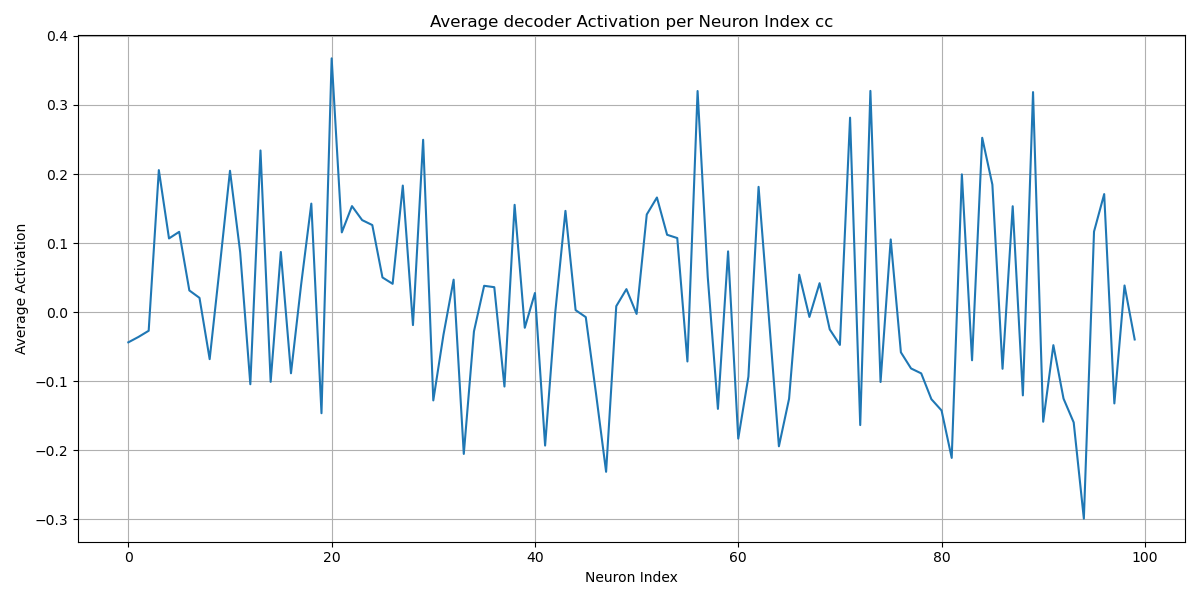 Average decoder Activation per Neuron Index cc
0.4
0.3
0.2
0.1
0.0
−0.1
−0.2
−0.3
Average Activation
0 20 40 60 80 100
Neuron Index